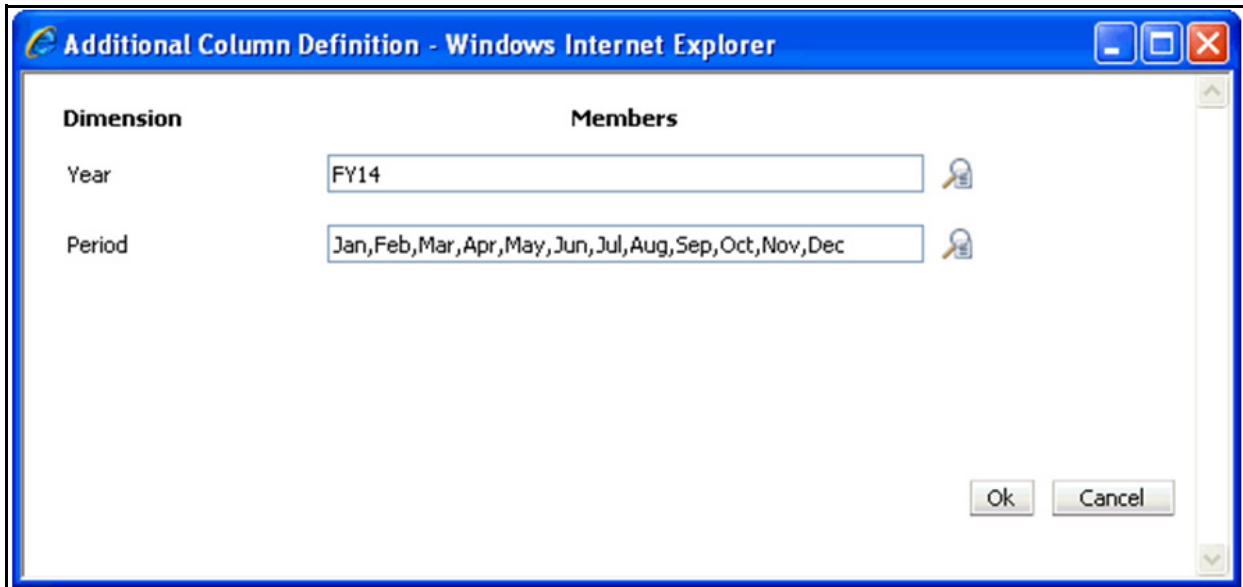 Additional Column Definition - Windows Internet Explorer
Dimension Members
Year FY14
Period Jan,Feb,Mar,Apr,May,Jun,Jul,Aug,Sep,Oct,Nov,Dec
Ok Cancel